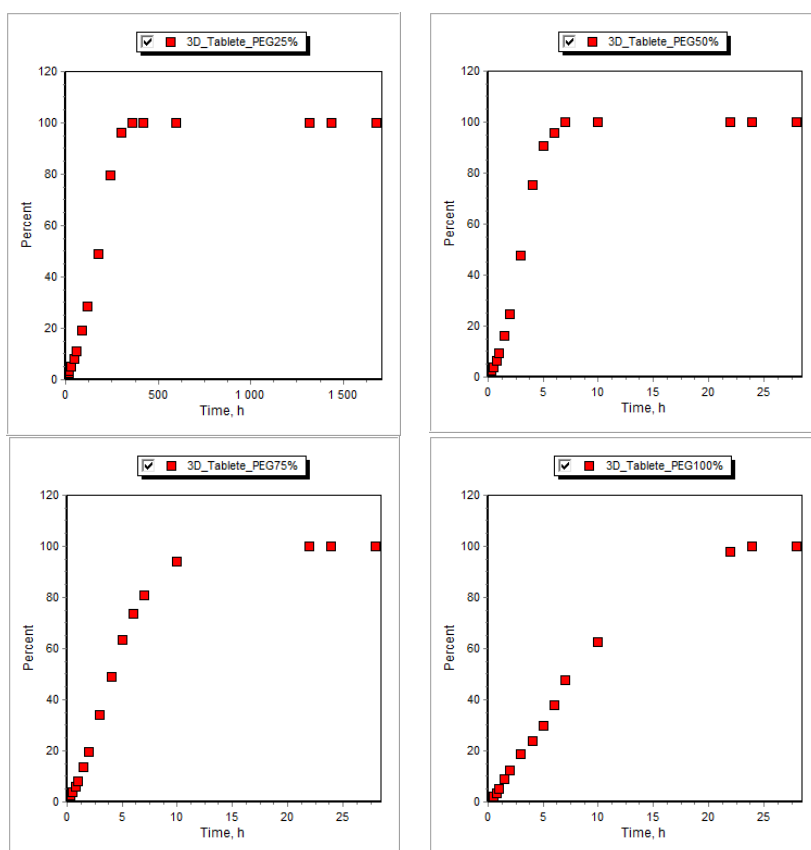 3D_Tablete_PEG25%
120
100
80
60
40
20
0
Percent
0 500 1 000 1 500
Time, h
3D_Tablete_PEG50%
120
100
80
60
40
20
0
Percent
0 5 10 15 20 25
Time, h
3D_Tablete_PEG75%
120
100
80
60
40
20
0
Percent
0 5 10 15 20 25
Time, h
3D_Tablete_PEG100%
120
100
80
60
40
20
0
Percent
0 5 10 15 20 25
Time, h